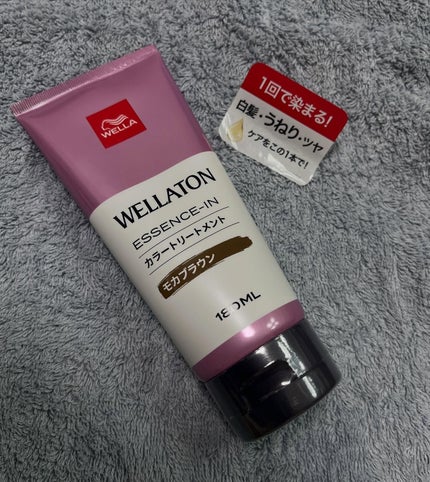 WELLA
WELLATON
ESSENCE-IN
カラートリートメント
モカブラウン
180ML
1回で染まる!
白髪・うねり・ツヤ
ケアをこの1本で!